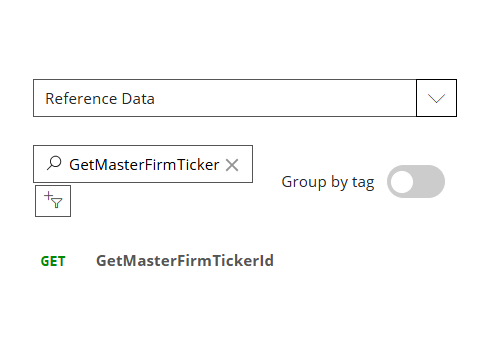 Reference Data
GetMasterFirmTicker
Group by tag
GET GetMasterFirmTickerId